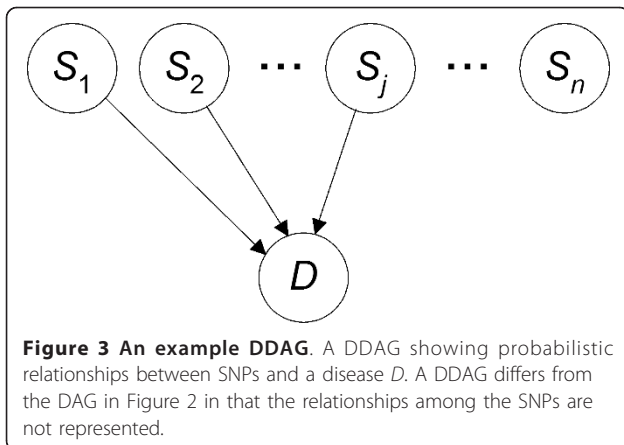 S1 S2 ... Sj ... Sn
D
Figure 3 An example DDAG. A DDAG showing probabilistic
relationships between SNPs and a disease D. A DDAG differs from
the DAG in Figure 2 in that the relationships among the SNPs are
not represented.